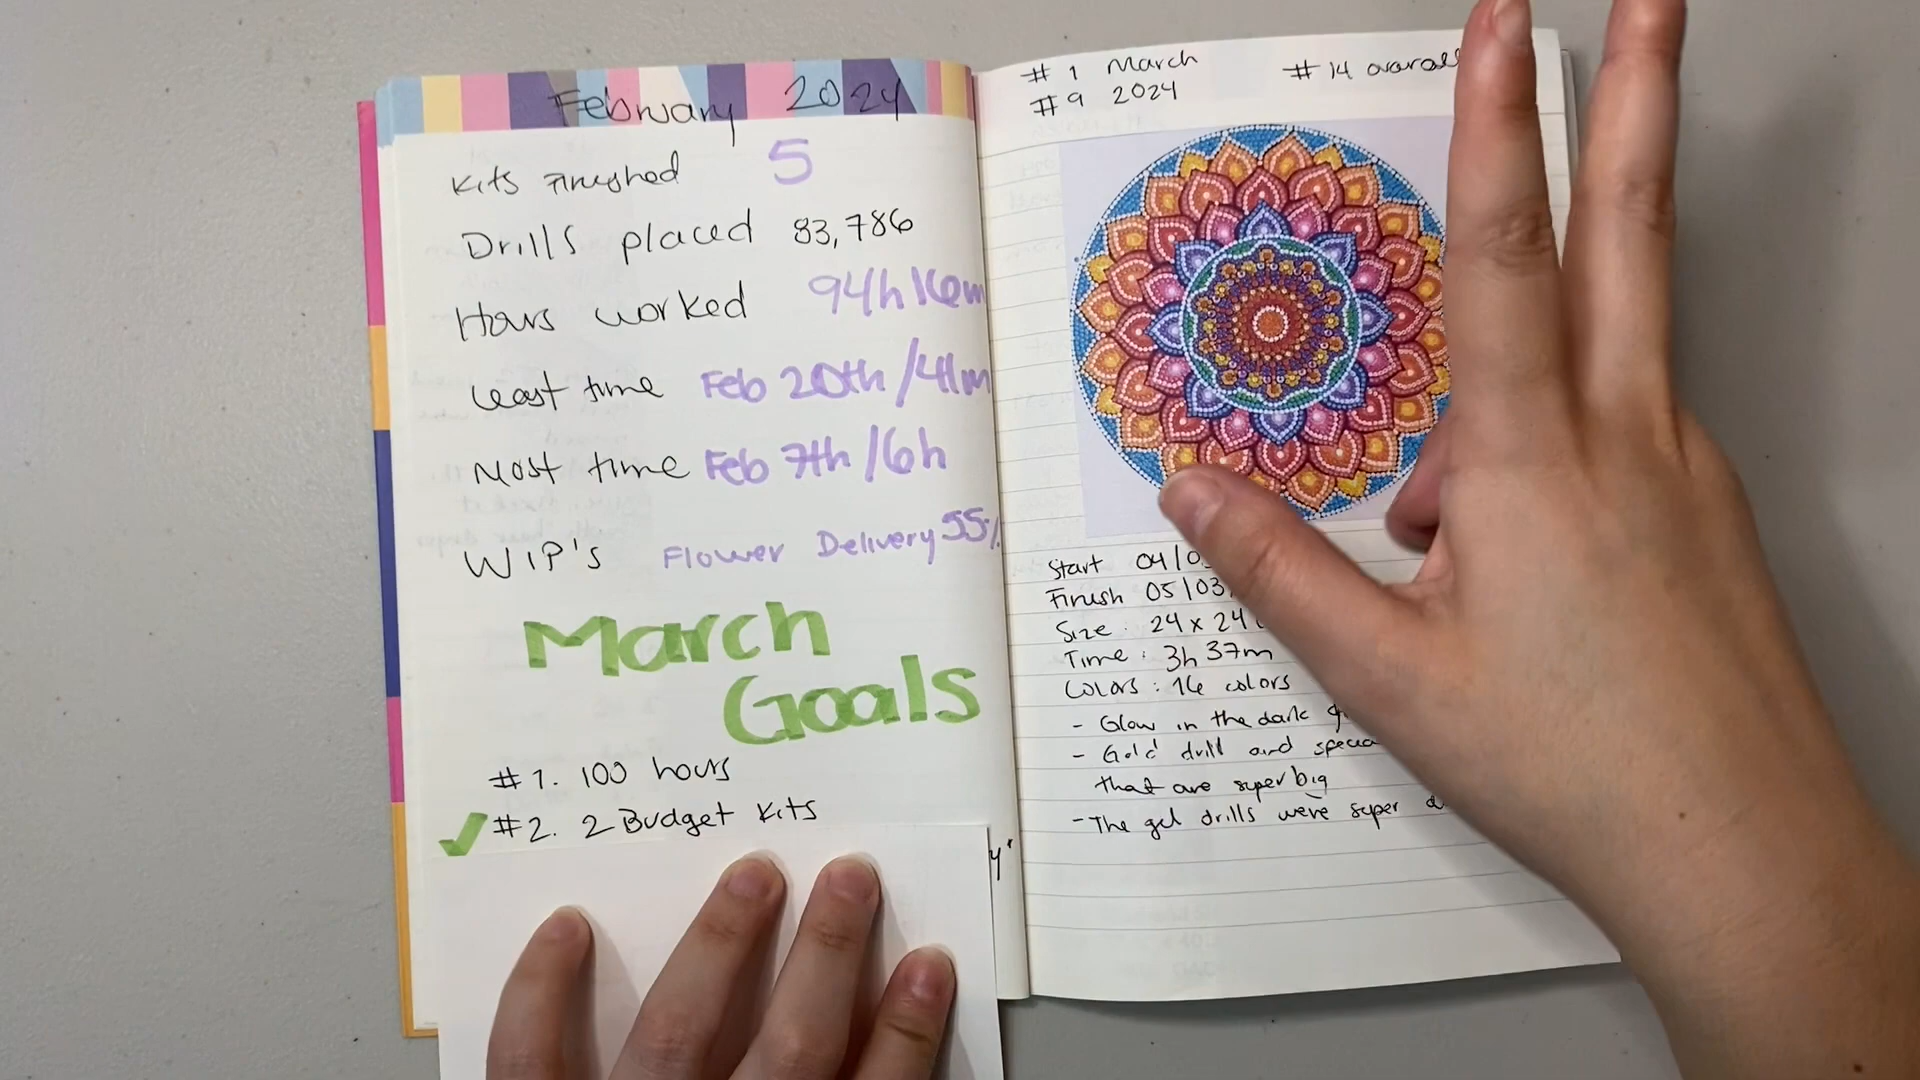 February 2024
Kits Finished 5
Drills placed 83,786
Hours worked 94h 16m
Least time Feb 20th / 41m
Most time Feb 7th / 6h
WIP's Flower Delivery 55%
March
Goals
#1. 100 hours
#2. 2 Budget Kits
#1 March
#9 2024
#14 overall
Start 04/0
Finish 05/03
Size : 24 x 24
Time : 3h 37m
Colors : 16 colors
- Glow in the dark
- Gold drill and
that are super big
- The gel drills were super